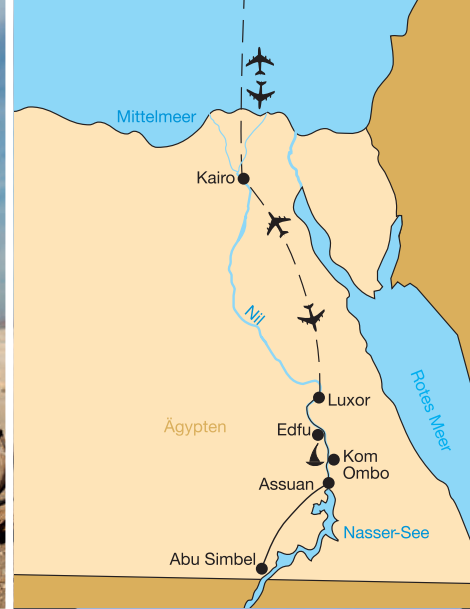 Mittelmeer
Kairo
Nil
Luxor
Rotes Meer
Ägypten
Edfu
Kom
Ombo
Assuan
Nasser-See
Abu Simbel